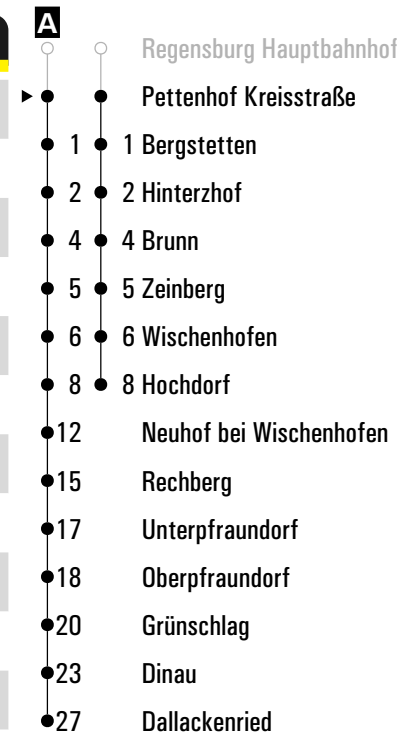 A
Regensburg Hauptbahnhof
Pettenhof Kreisstraße
1 1 Bergstetten
2 2 Hinterzhof
4 4 Brunn
5 5 Zeinberg
6 6 Wischenhofen
8 8 Hochdorf
12 Neuhof bei Wischenhofen
15 Rechberg
17 Unterpfraundorf
18 Oberpfraundorf
20 Grünschlag
23 Dinau
27 Dallackenried